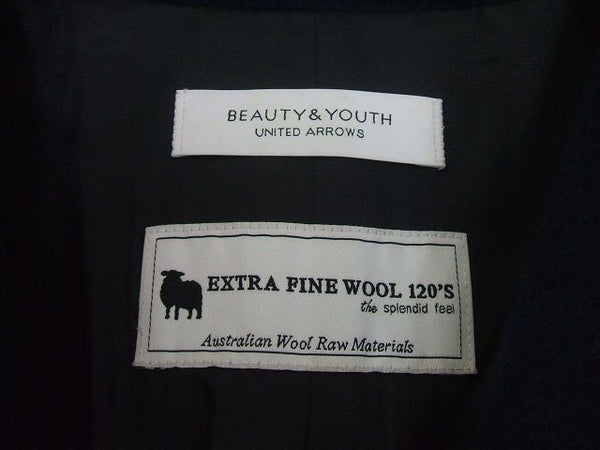 BEAUTY&YOUTH
UNITED ARROWS
EXTRA FINE WOOL 120'S
the splendid feel
Australian Wool Raw Materials